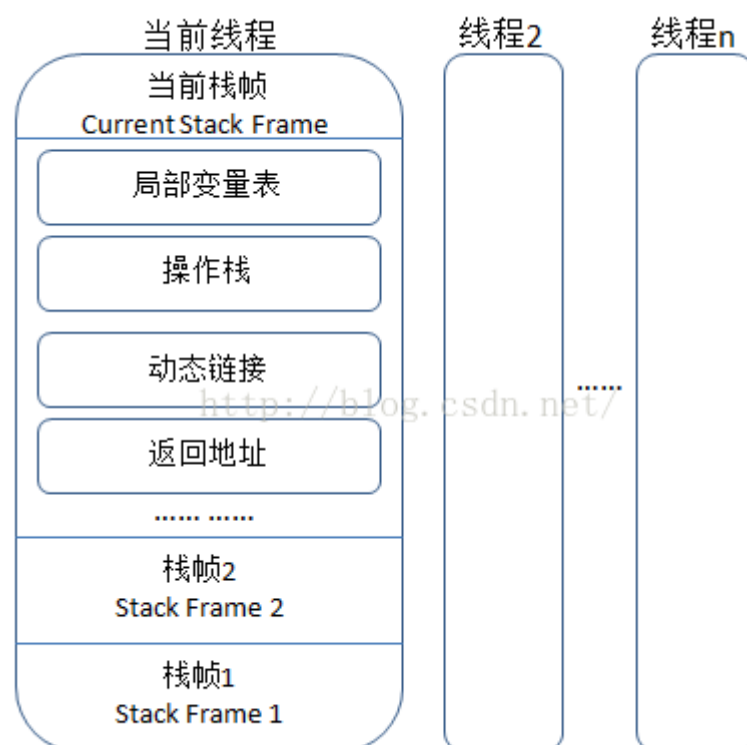 当前线程
线程2
线程n
当前栈帧
Current Stack Frame
局部变量表
操作栈
动态链接
http://blog.csdn.net/
……
返回地址
…… ……
栈帧2
Stack Frame 2
栈帧1
Stack Frame 1